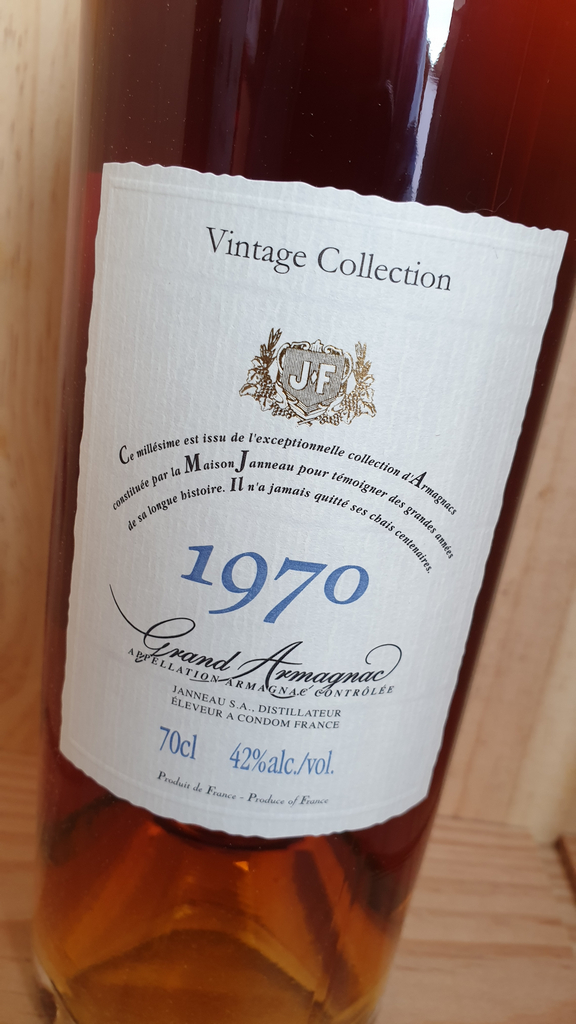 Vintage Collection
J F
Ce millésime est issu de l'exceptionnelle collection d'Armagnacs
constituée par la Maison Janneau pour témoigner des grandes années
de sa longue histoire. Il n'a jamais quitté ses chais centenaires.
1970
Grand Armagnac
APPELLATION ARMAGNAC CONTRÔLÉE
JANNEAU S.A., DISTILLATEUR
ÉLEVEUR A CONDOM FRANCE
70cl 42%alc./vol.
Produit de France - Produce of France